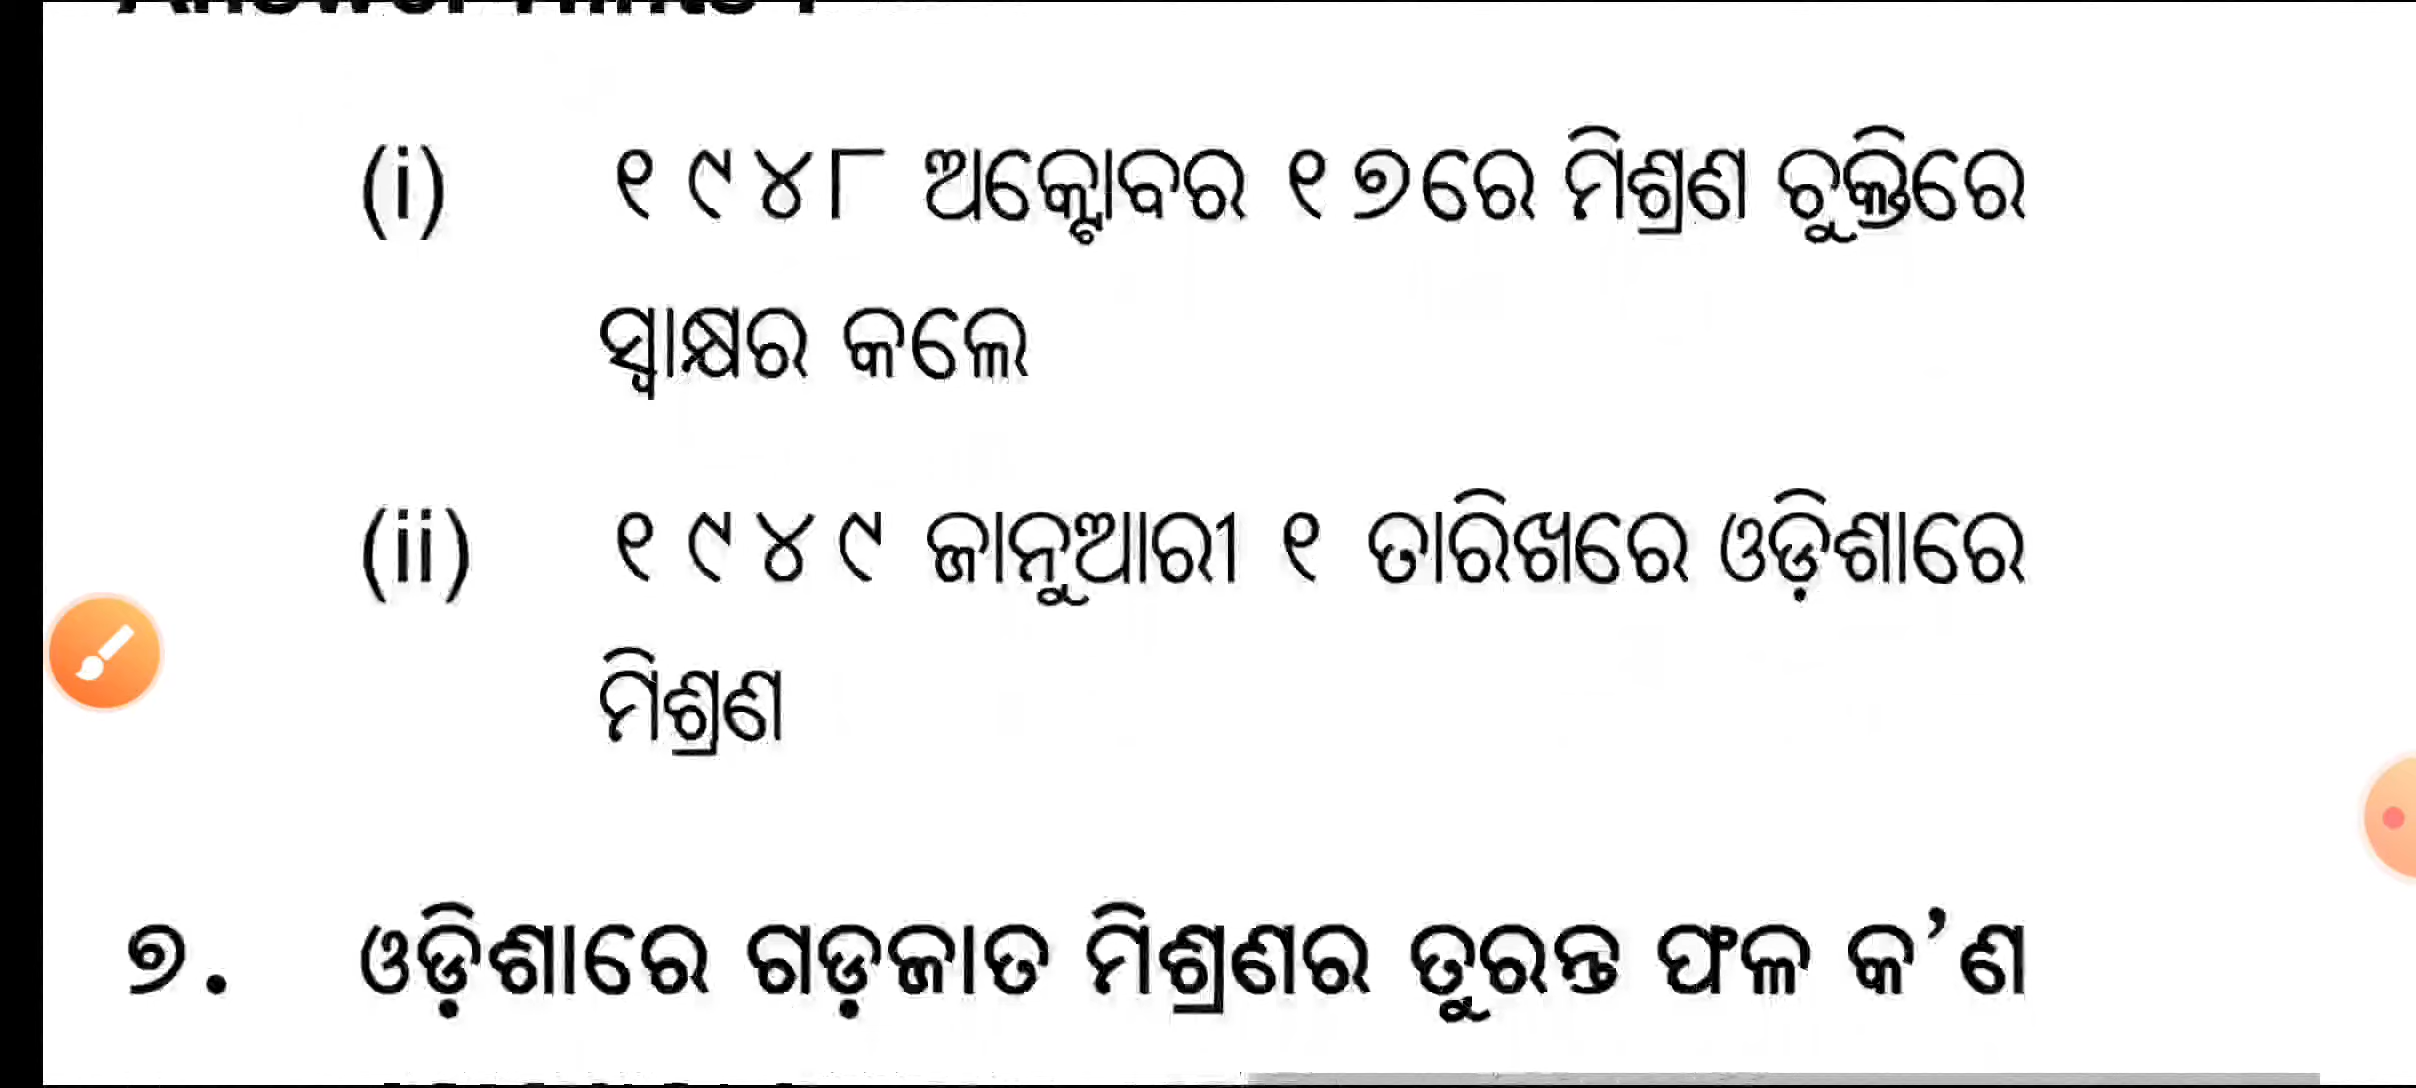 (i) ୧୯୪୮ ଅକ୍ଟୋବର ୧୭ରେ ମିଶ୍ରଣ ଚୁକ୍ତିରେ
ସ୍ୱାକ୍ଷର କଲେ
(ii) ୧୯୪୯ ଜାନୁଆରୀ ୧ ତାରିଖରେ ଓଡ଼ିଶାରେ
ମିଶ୍ରଣ
୭. ଓଡ଼ିଶାରେ ଗଡ଼ଜାତ ମିଶ୍ରଣର ତୁରନ୍ତ ଫଳ କ'ଣ